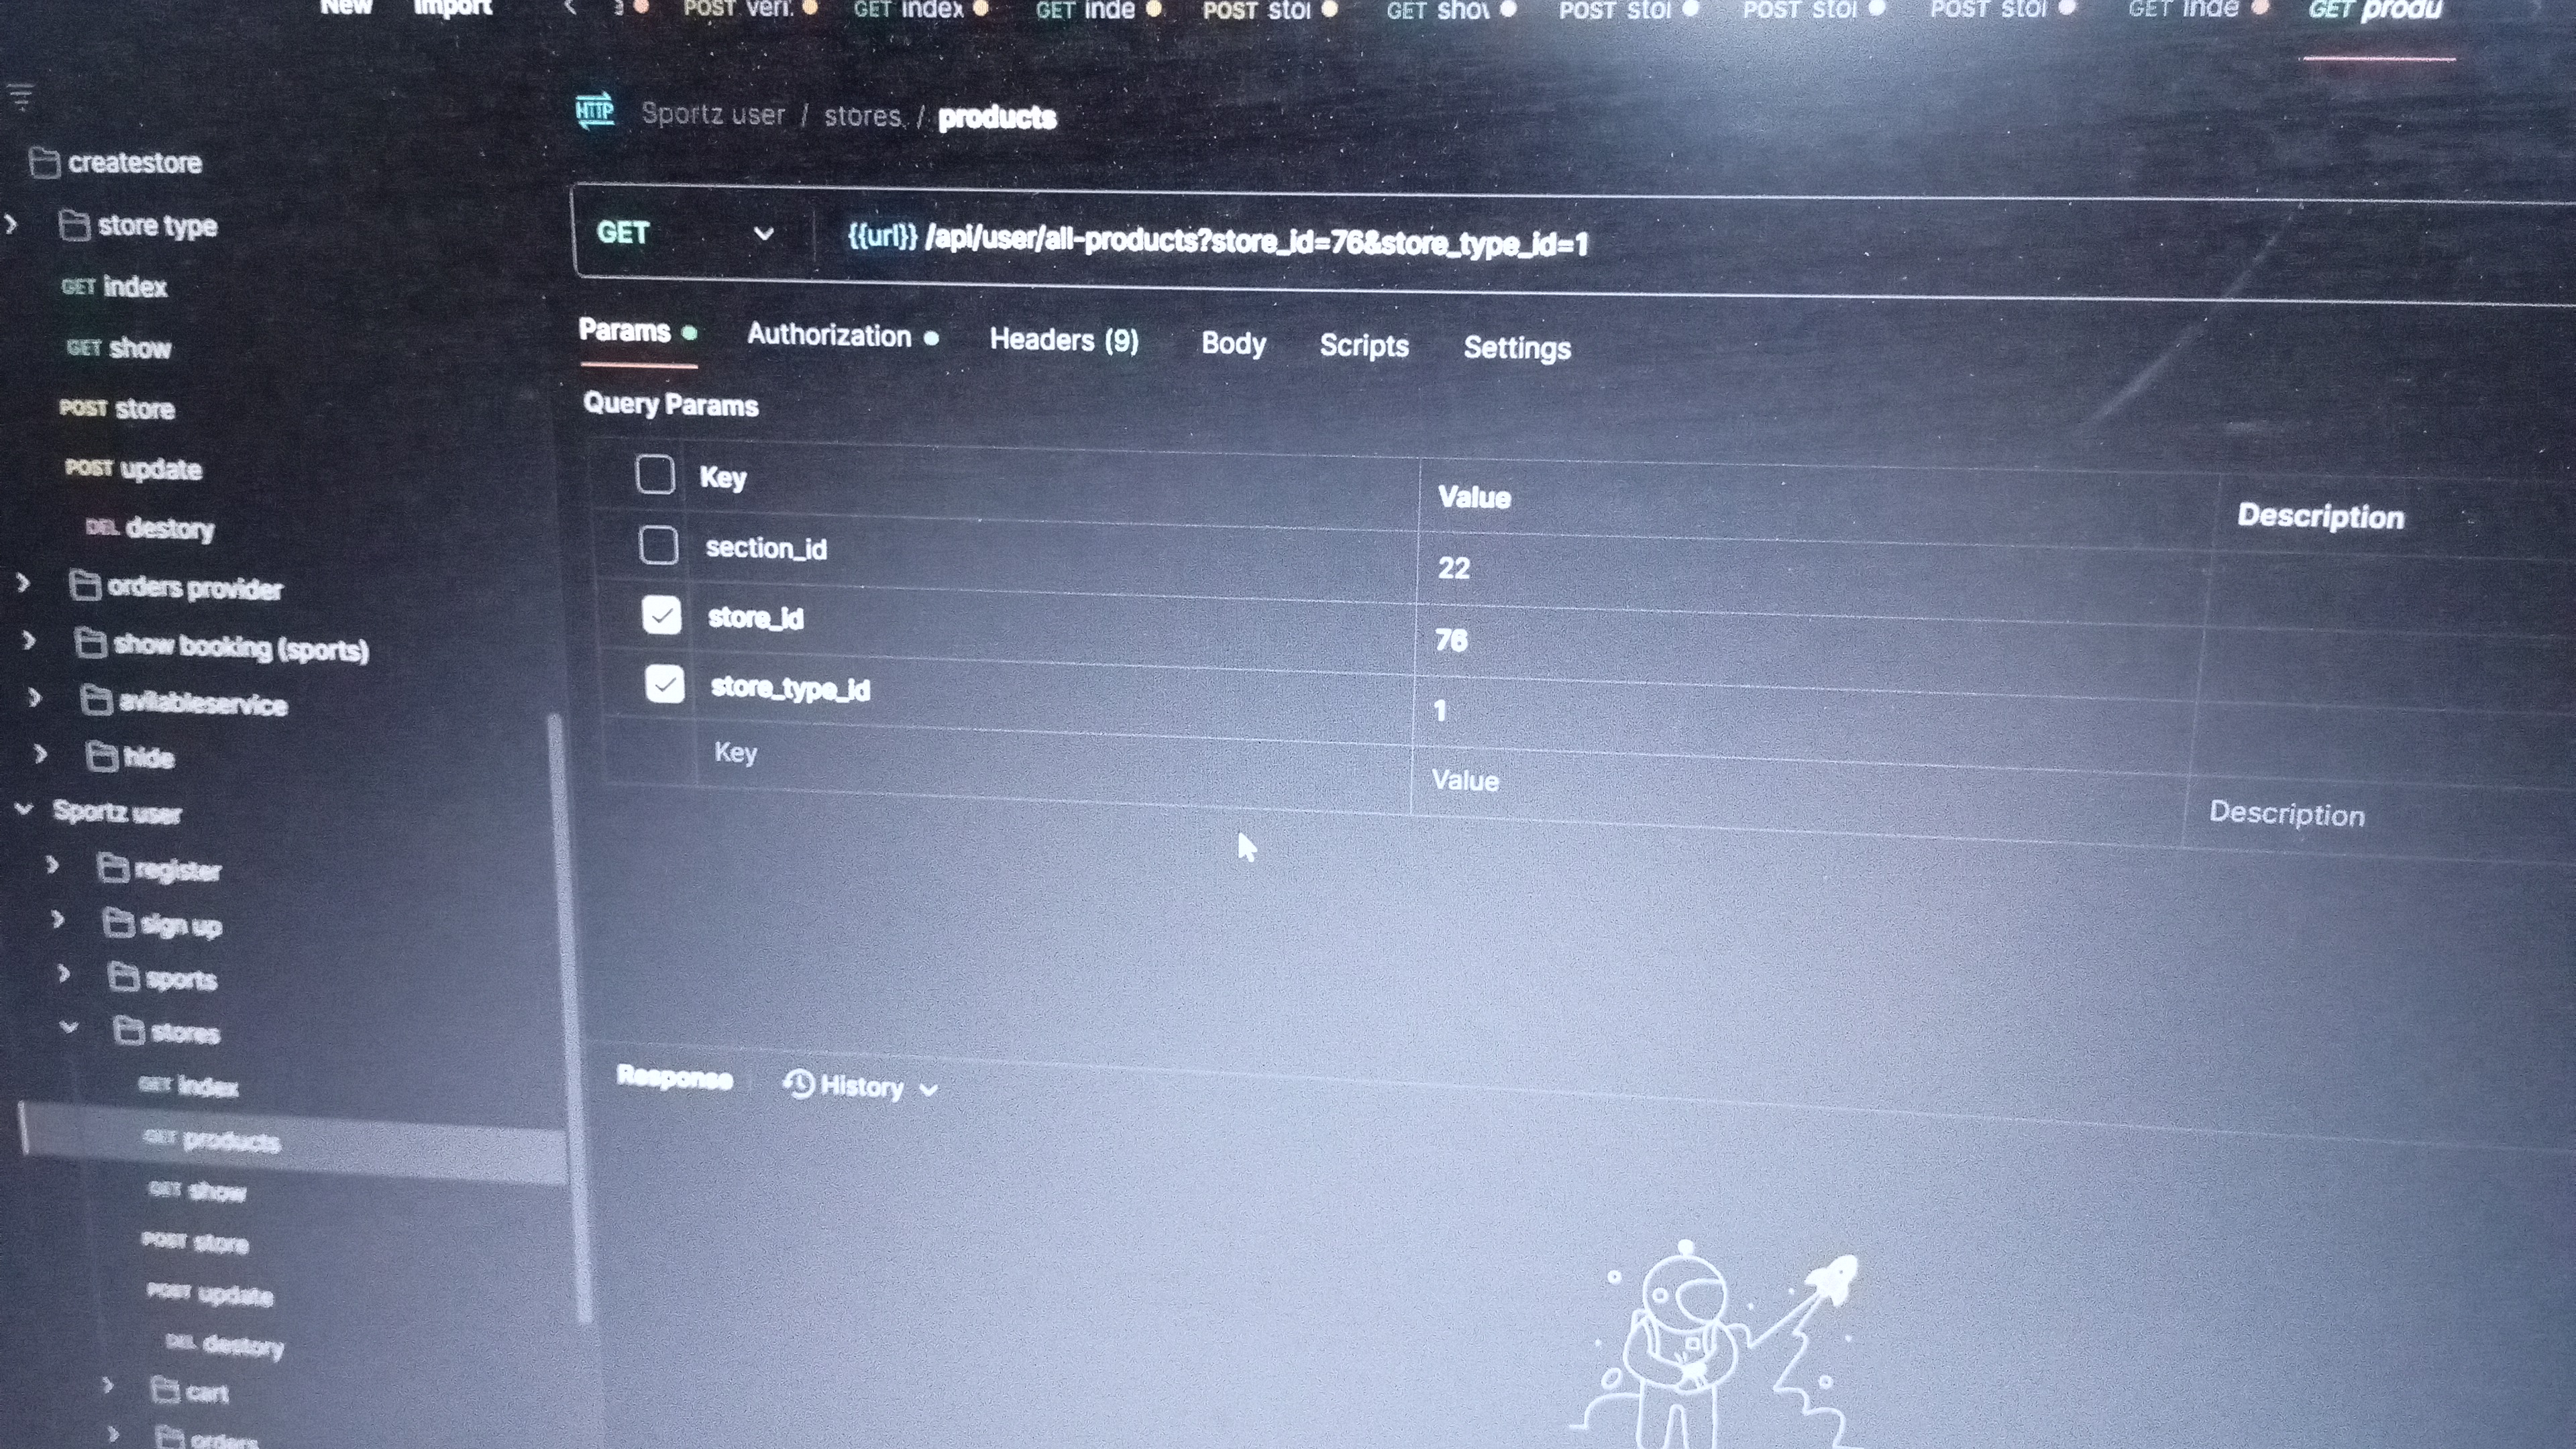 New Import
POST veri. GET index GET inde POST stoi GET shov POST stoi POST stoi POST stoi GET inde GET produ
HTTP Sportz user / stores / products
GET {{url}} /api/user/all-products?store_id=76&store_type_id=1
Params Authorization Headers (9) Body Scripts Settings
Query Params
Key Value Description
section_id 22
store_id 76
store_type_id 1
Key Value Description
Response History
createstore
store type
GET index
GET show
POST store
POST update
DEL destory
orders provider
show booking (sports)
avilableservice
hide
Sportz user
register
sign up
sports
stores
GET index
GET products
GET show
POST store
POST update
DEL destory
cart
orders